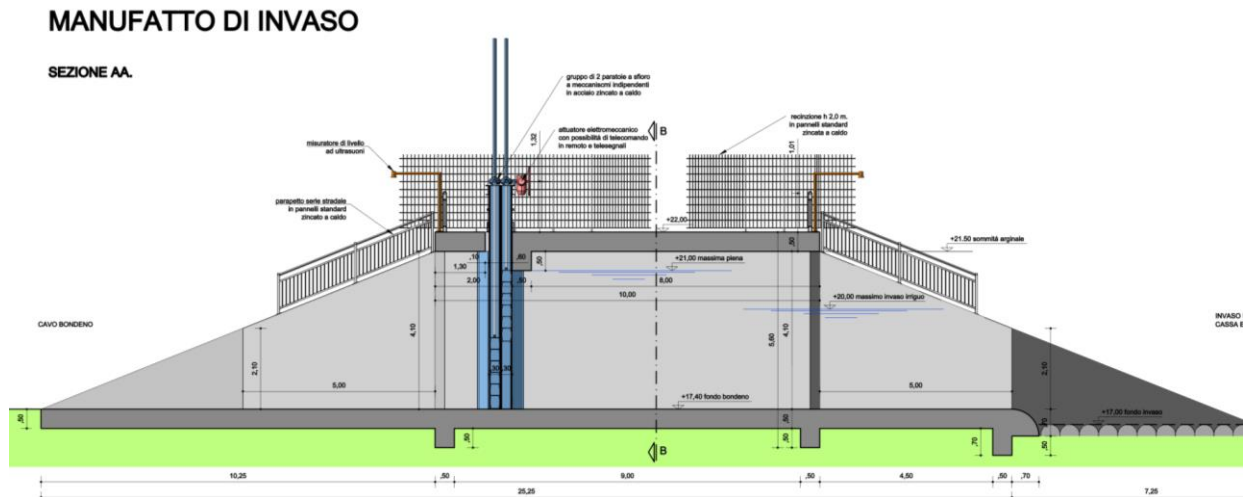 MANUFATTO DI INVASO
SEZIONE AA.
gruppo di 2 paratoie a sfioro
a meccanismi indipendenti
in acciaio zincato a caldo
attuatore elettromeccanico
con possibilità di telecomando
in remoto e telesegnali
1,32
B
recinzione h 2,0 m.
in pannelli standard
zincata a caldo
1,01
misuratore di livello
ad ultrasuoni
parapetto serie stradale
in pannelli standard
zincato a caldo
+22,00
,50
+21.50 sommità arginale
,10
,60
,50
+21,00 massima piena
1,30
2,00
,50
8,00
10,00
+20,00 massimo invaso irriguo
CAVO BONDENO
INVASO
CASSA E
4,10
5,60
4,10
2,10
2,10
,30
,30
5,00
5,00
+17,40 fondo bondeno
+17,00 fondo invaso
,50
,50
,50
,50
,70
,70
,50
B
10,25
,50
9,00
,50
4,50
,50
,70
25,25
7,25